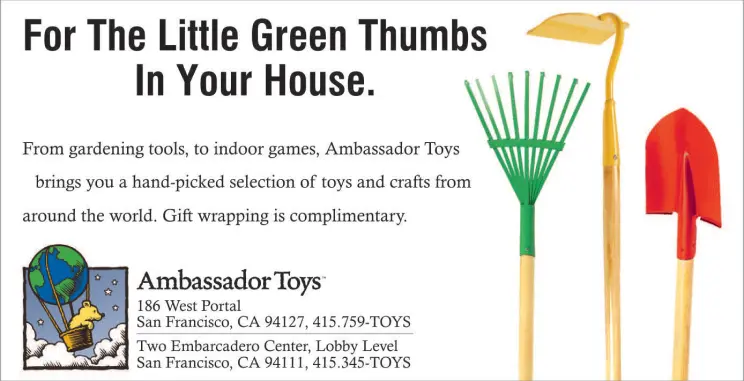 For The Little Green Thumbs
In Your House.
From gardening tools, to indoor games, Ambassador Toys
brings you a hand-picked selection of toys and crafts from
around the world. Gift wrapping is complimentary.
Ambassador Toys™
186 West Portal
San Francisco, CA 94127, 415.759-TOYS
Two Embarcadero Center, Lobby Level
San Francisco, CA 94111, 415.345-TOYS